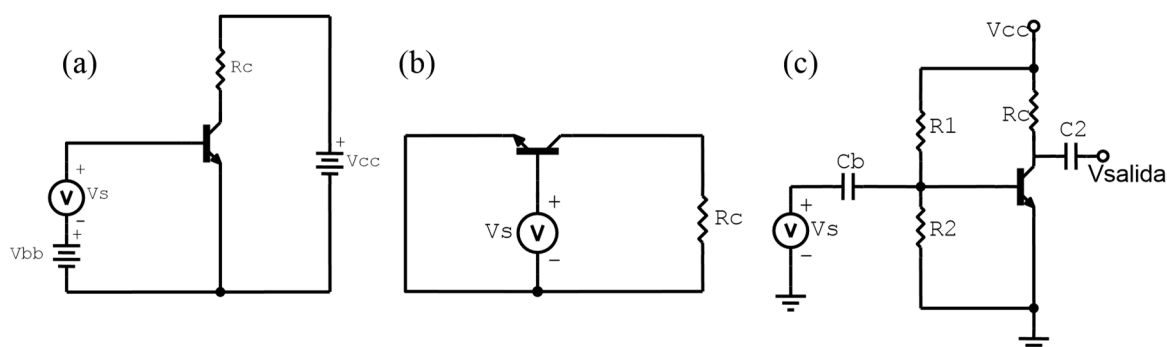 (a)
Rc
+
Vcc
+
Vs
−
+
Vbb
(b)
+
Vs
V
−
Rc
(c)
Vcc
R1
Rc
C2
Vsalida
Cb
+
Vs
V
−
R2
V